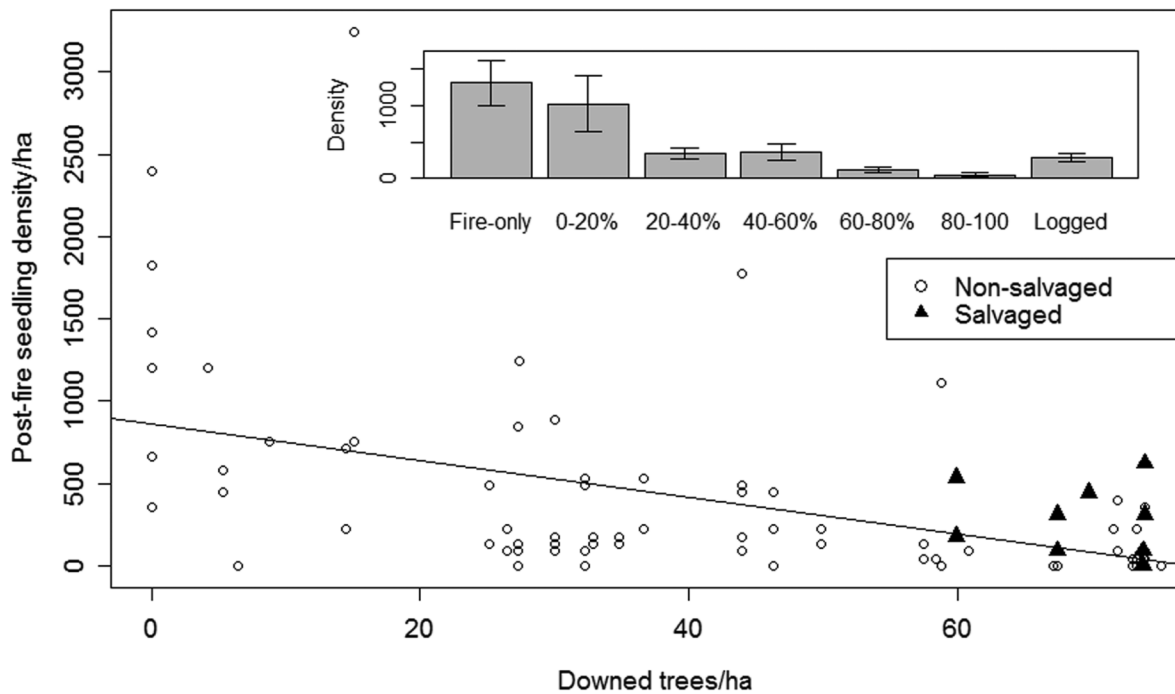 Post-fire seedling density/ha
3000
2500
2000
1500
1000
500
0
Density
1000
0
Fire-only 0-20% 20-40% 40-60% 60-80% 80-100 Logged
Non-salvaged
Salvaged
0 20 40 60
Downed trees/ha